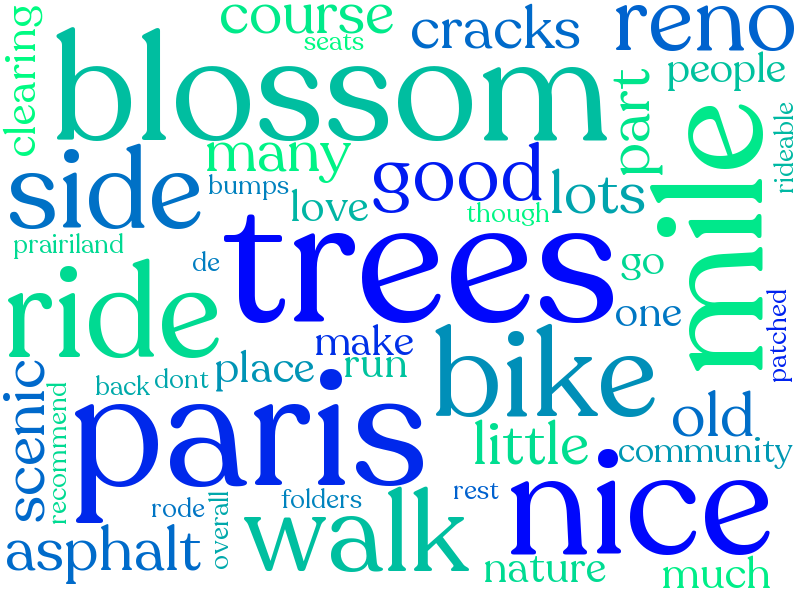 clearing
course
seats
cracks
reno
blossom
part
people
mile
rideable
side
many
bumps
love
good
though
lots
prairiland
de
trees
go
one
patched
ride
make
bike
scenic
recommend
back
dont
place
run
paris
old
little
community
rode
overall
folders
rest
nice
asphalt
walk
nature
much